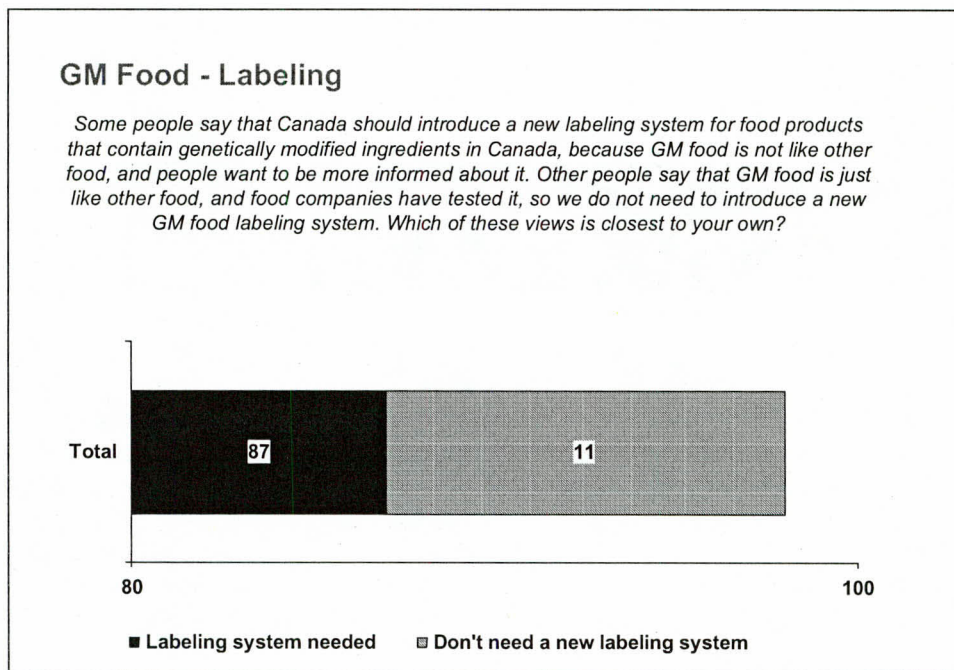 GM Food - Labeling
Some people say that Canada should introduce a new labeling system for food products
that contain genetically modified ingredients in Canada, because GM food is not like other
food, and people want to be more informed about it. Other people say that GM food is just
like other food, and food companies have tested it, so we do not need to introduce a new
GM food labeling system. Which of these views is closest to your own?
Total
87
11
80
100
Labeling system needed
Don't need a new labeling system